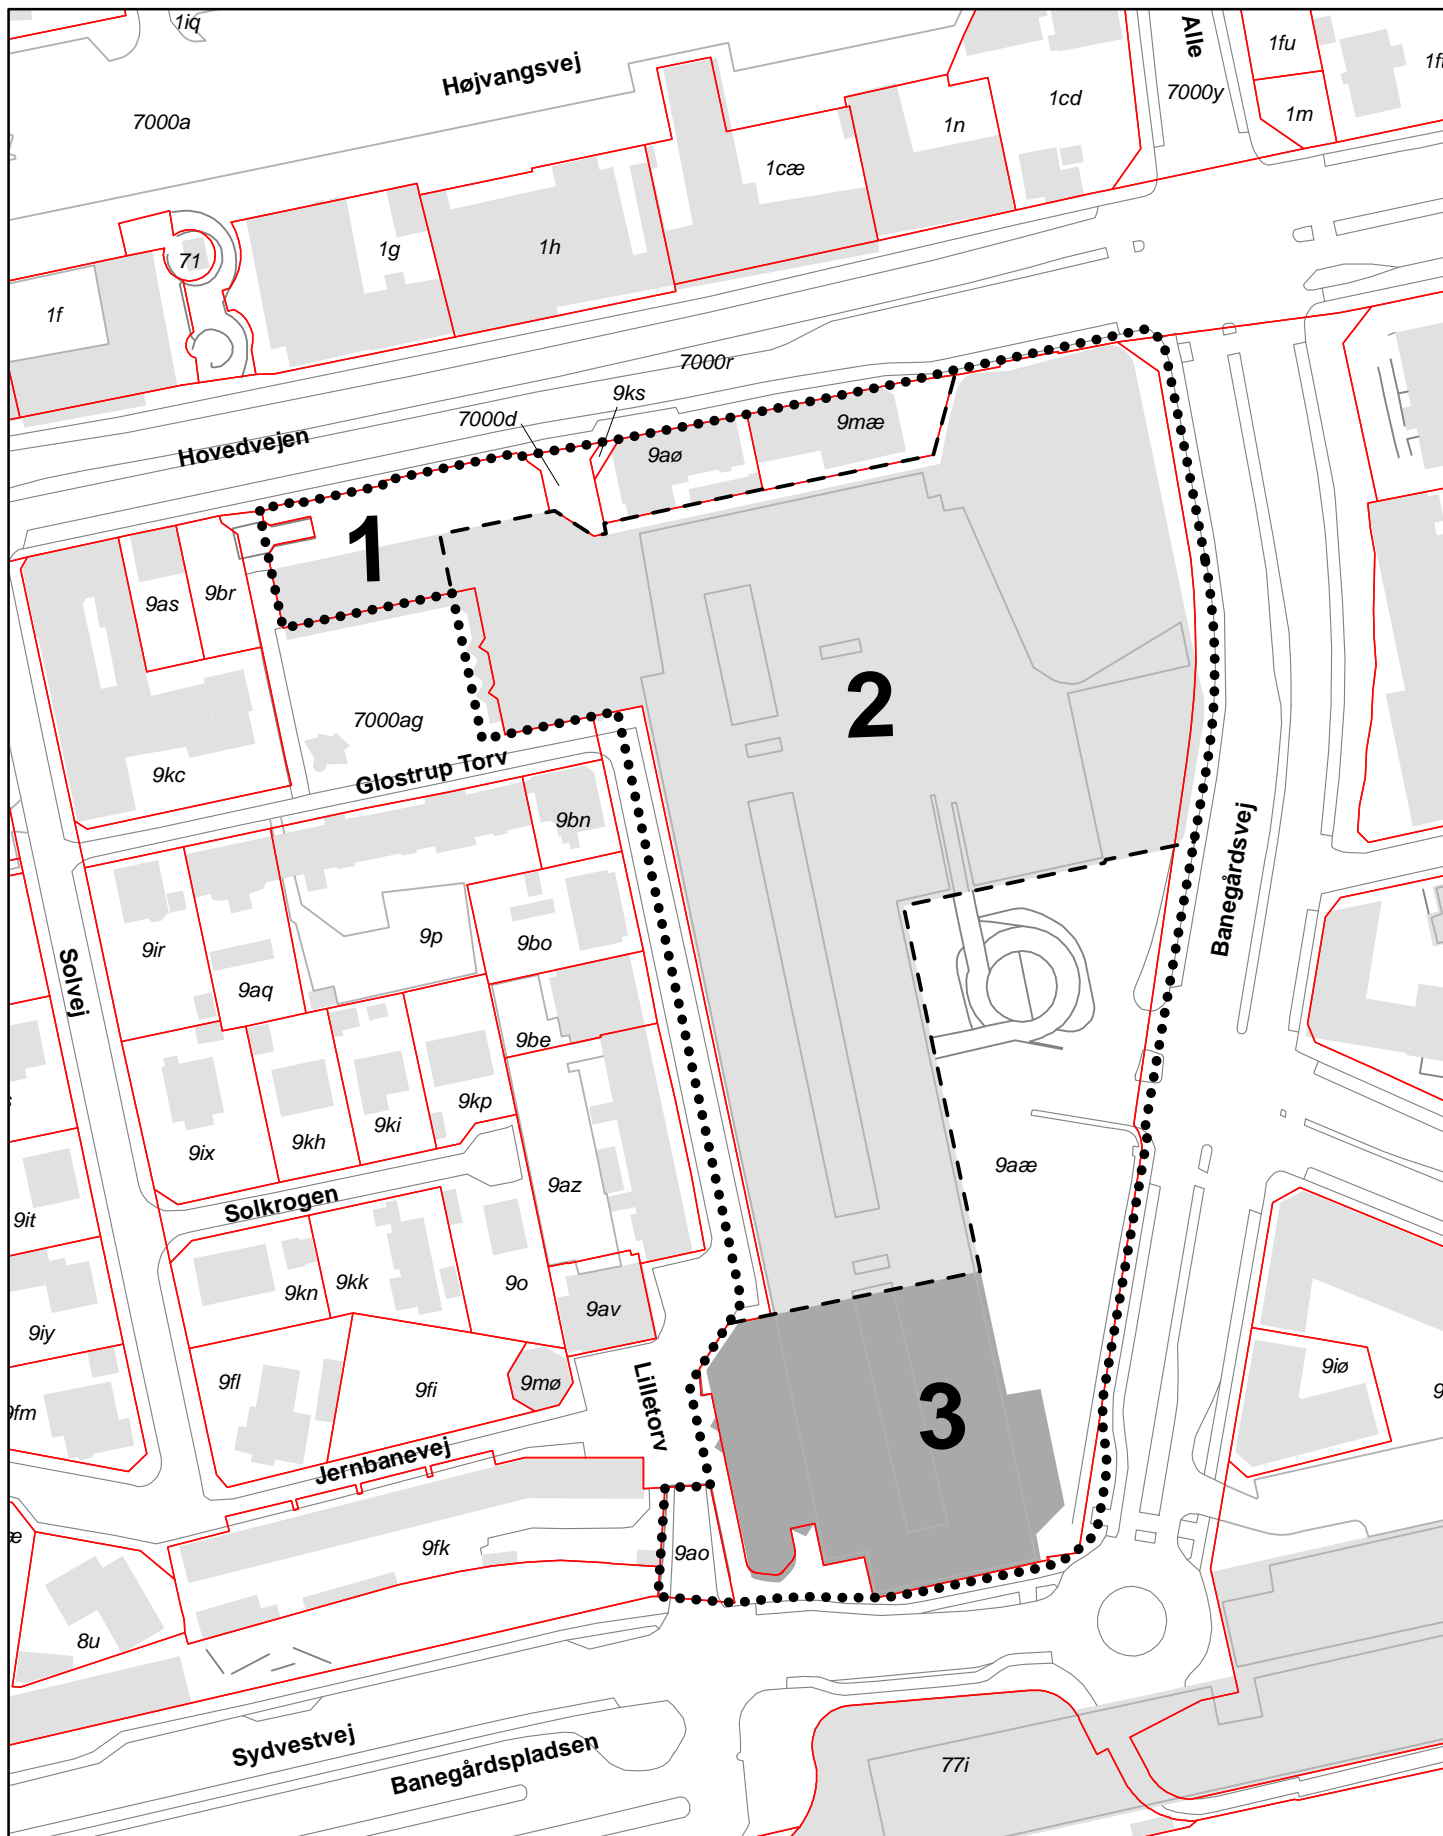 1iq
Højvangsvej
Alle
1fu
1cd
7000y
7000a
1n
1m
1cæ
1g
1h
71
1f
7000r
9ks
7000d
9mæ
Hovedvejen
9aø
1
9as
9br
2
7000ag
9kc
Glostrup Torv
9bn
Banegårdsvej
9ir
9p
9bo
Solvej
9aq
9be
9kp
9ix
9kh
9ki
9az
9aæ
Solkrogen
9it
9kn
9kk
9o
9av
9iy
9fl
9fi
9mø
9iø
9fm
Lilletorv
3
Jernbanevej
9fk
9ao
8u
Sydvestvej
Banegårdspladsen
77i